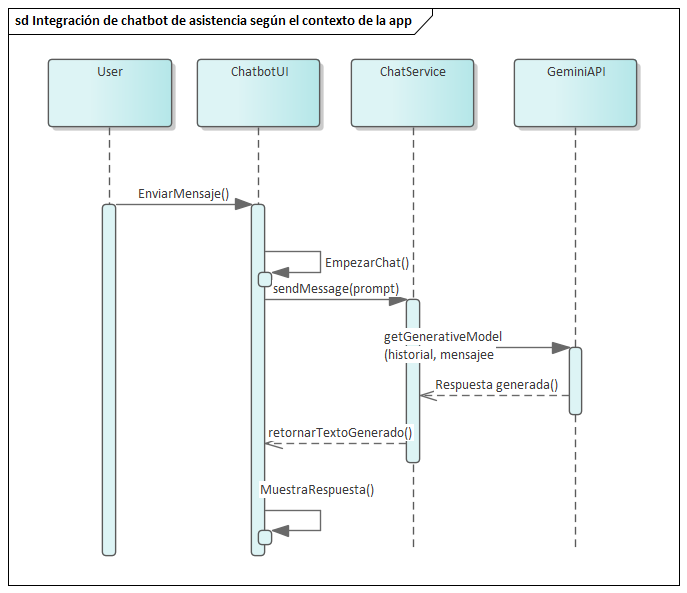 sd Integración de chatbot de asistencia según el contexto de la app
User
ChatbotUI
ChatService
GeminiAPI
EnviarMensaje()
EmpezarChat()
sendMessage(prompt)
getGenerativeModel
(historial, mensajee
Respuesta generada()
retornarTextoGenerado()
MuestraRespuesta()